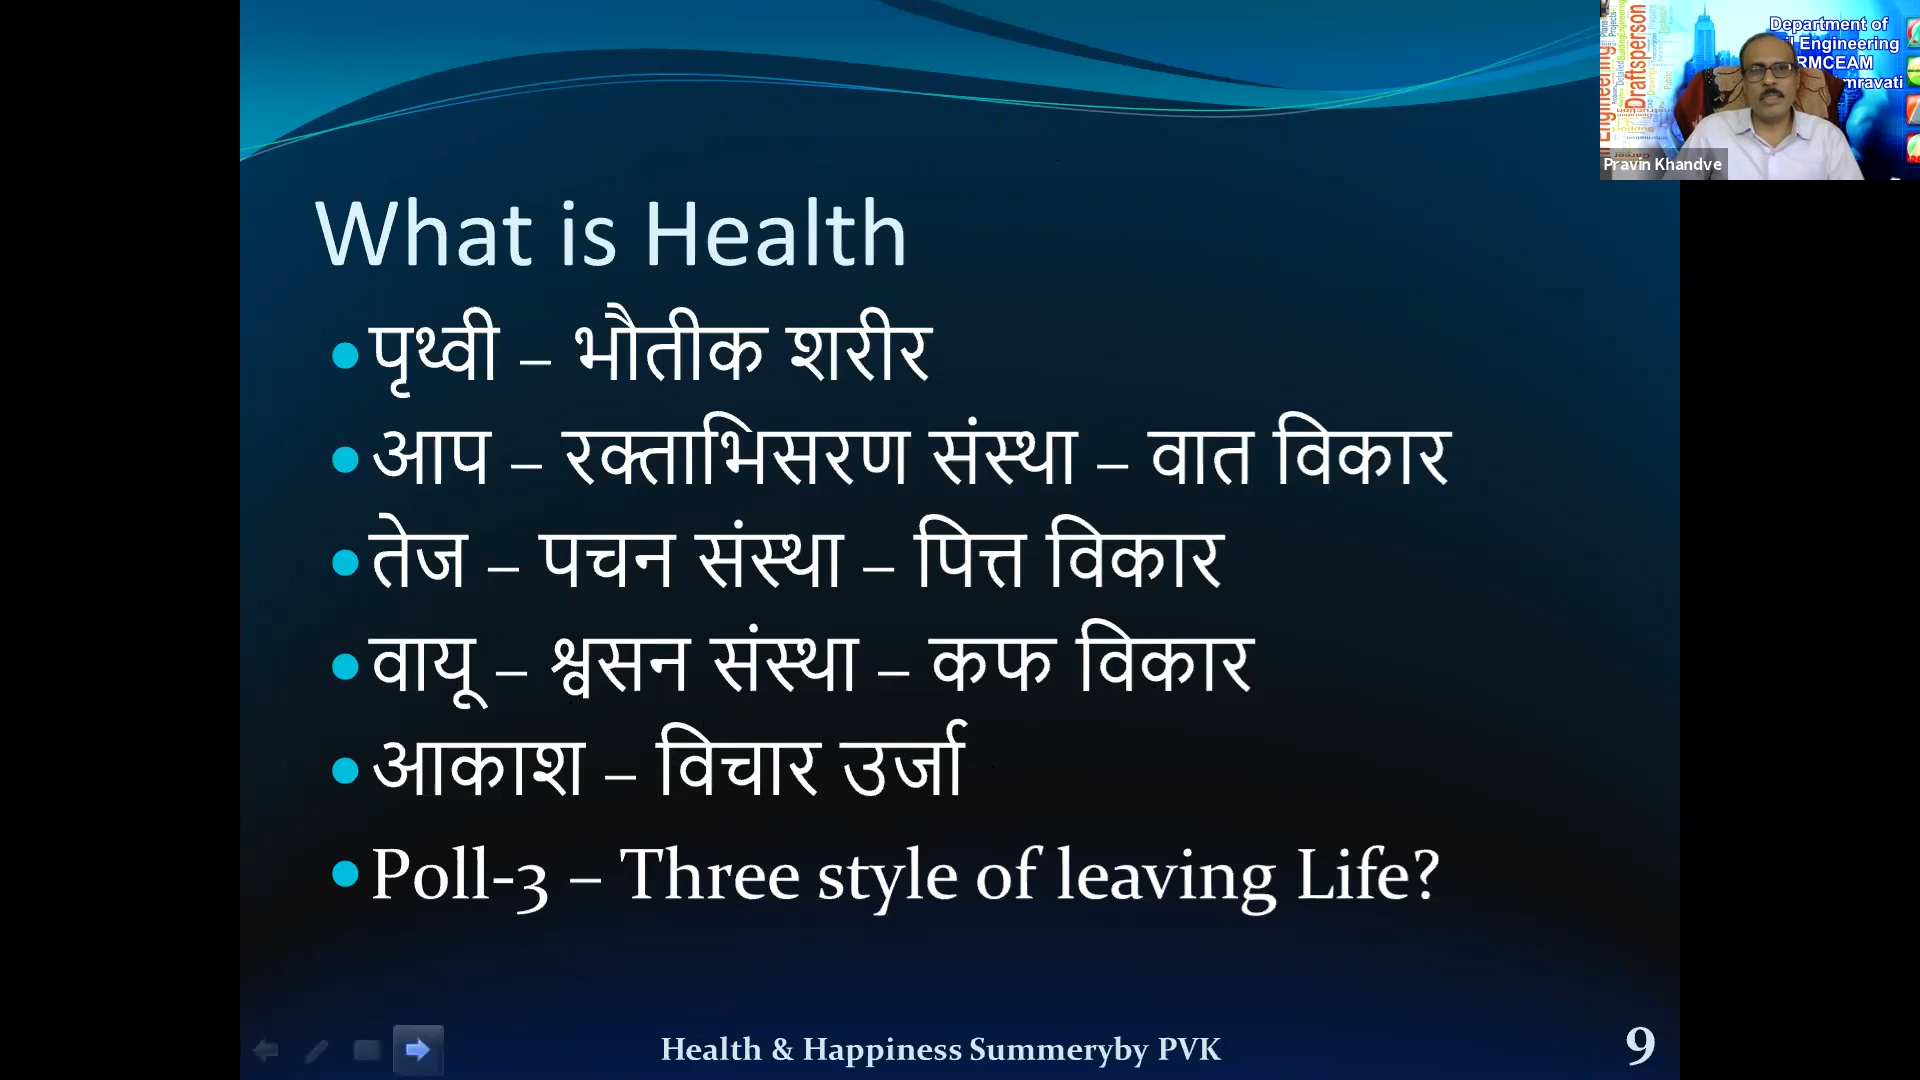 What is Health
पृथ्वी – भौतीक शरीर
आप – रक्ताभिसरण संस्था – वात विकार
तेज – पचन संस्था – पित्त विकार
वायू – श्वसन संस्था – कफ विकार
आकाश – विचार उर्जा
Poll-3 – Three style of leaving Life?
Health & Happiness Summeryby PVK
9
Department of
Engineering
RMCEAM
mravati
Draftsperson
Pravin Khandve